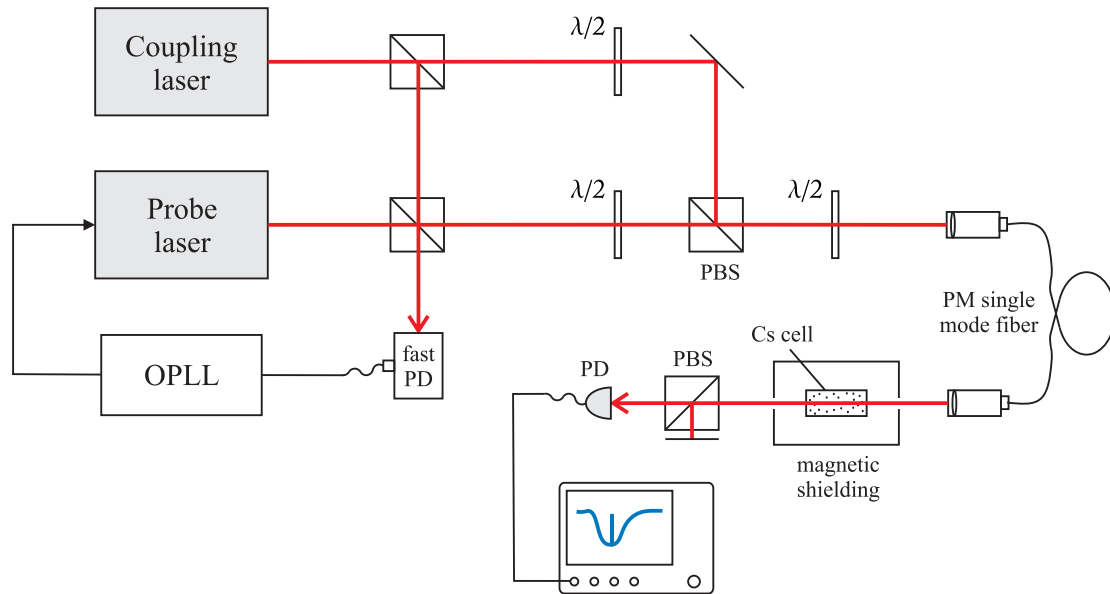 λ/2
Coupling
laser
λ/2
λ/2
Probe
laser
PBS
PM single
mode fiber
Cs cell
fast
PD
OPLL
PBS
PD
magnetic
shielding